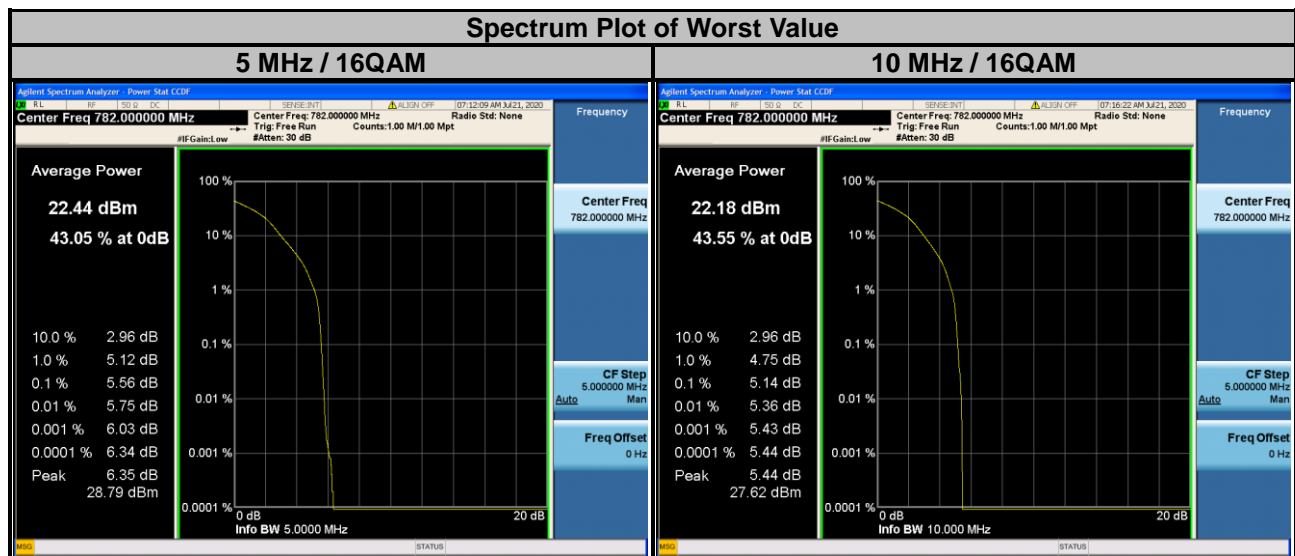 Spectrum Plot of Worst Value
5 MHz / 16QAM
10 MHz / 16QAM
Agilent Spectrum Analyzer - Power Stat CCDF
RL RF 50 Ω DC SENSE:INT ALIGN OFF 07:12:09 AM Jul 21, 2020
Center Freq 782.000000 MHz
Center Freq: 782.000000 MHz Radio Std: None
Trig: Free Run Counts:1.00 M/1.00 Mpt
#IFGain:Low #Atten: 30 dB
Average Power
22.44 dBm
43.05 % at 0dB
10.0 % 2.96 dB
1.0 % 5.12 dB
0.1 % 5.56 dB
0.01 % 5.75 dB
0.001 % 6.03 dB
0.0001 % 6.34 dB
Peak 6.35 dB
28.79 dBm
100 %
10 %
1 %
0.1 %
0.01 %
0.001 %
0.0001 %
0 dB 20 dB
Info BW 5.0000 MHz
Frequency
Center Freq
782.000000 MHz
CF Step
5.000000 MHz
Auto Man
Freq Offset
0 Hz
MSG STATUS
Agilent Spectrum Analyzer - Power Stat CCDF
RL RF 50 Ω DC SENSE:INT ALIGN OFF 07:16:22 AM Jul 21, 2020
Center Freq 782.000000 MHz
Center Freq: 782.000000 MHz Radio Std: None
Trig: Free Run Counts:1.00 M/1.00 Mpt
#IFGain:Low #Atten: 30 dB
Average Power
22.18 dBm
43.55 % at 0dB
10.0 % 2.96 dB
1.0 % 4.75 dB
0.1 % 5.14 dB
0.01 % 5.36 dB
0.001 % 5.43 dB
0.0001 % 5.44 dB
Peak 5.44 dB
27.62 dBm
100 %
10 %
1 %
0.1 %
0.01 %
0.001 %
0.0001 %
0 dB 20 dB
Info BW 10.000 MHz
Frequency
Center Freq
782.000000 MHz
CF Step
5.000000 MHz
Auto Man
Freq Offset
0 Hz
MSG STATUS